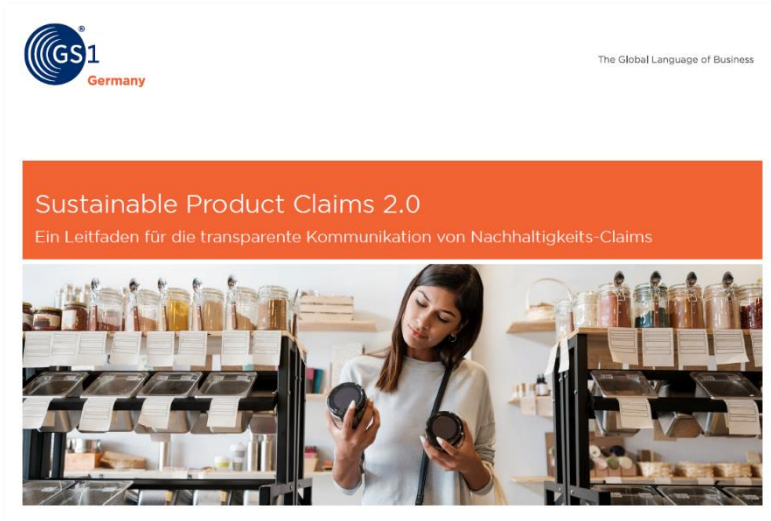 GS1
Germany
The Global Language of Business
Sustainable Product Claims 2.0
Ein Leitfaden für die transparente Kommunikation von Nachhaltigkeits-Claims